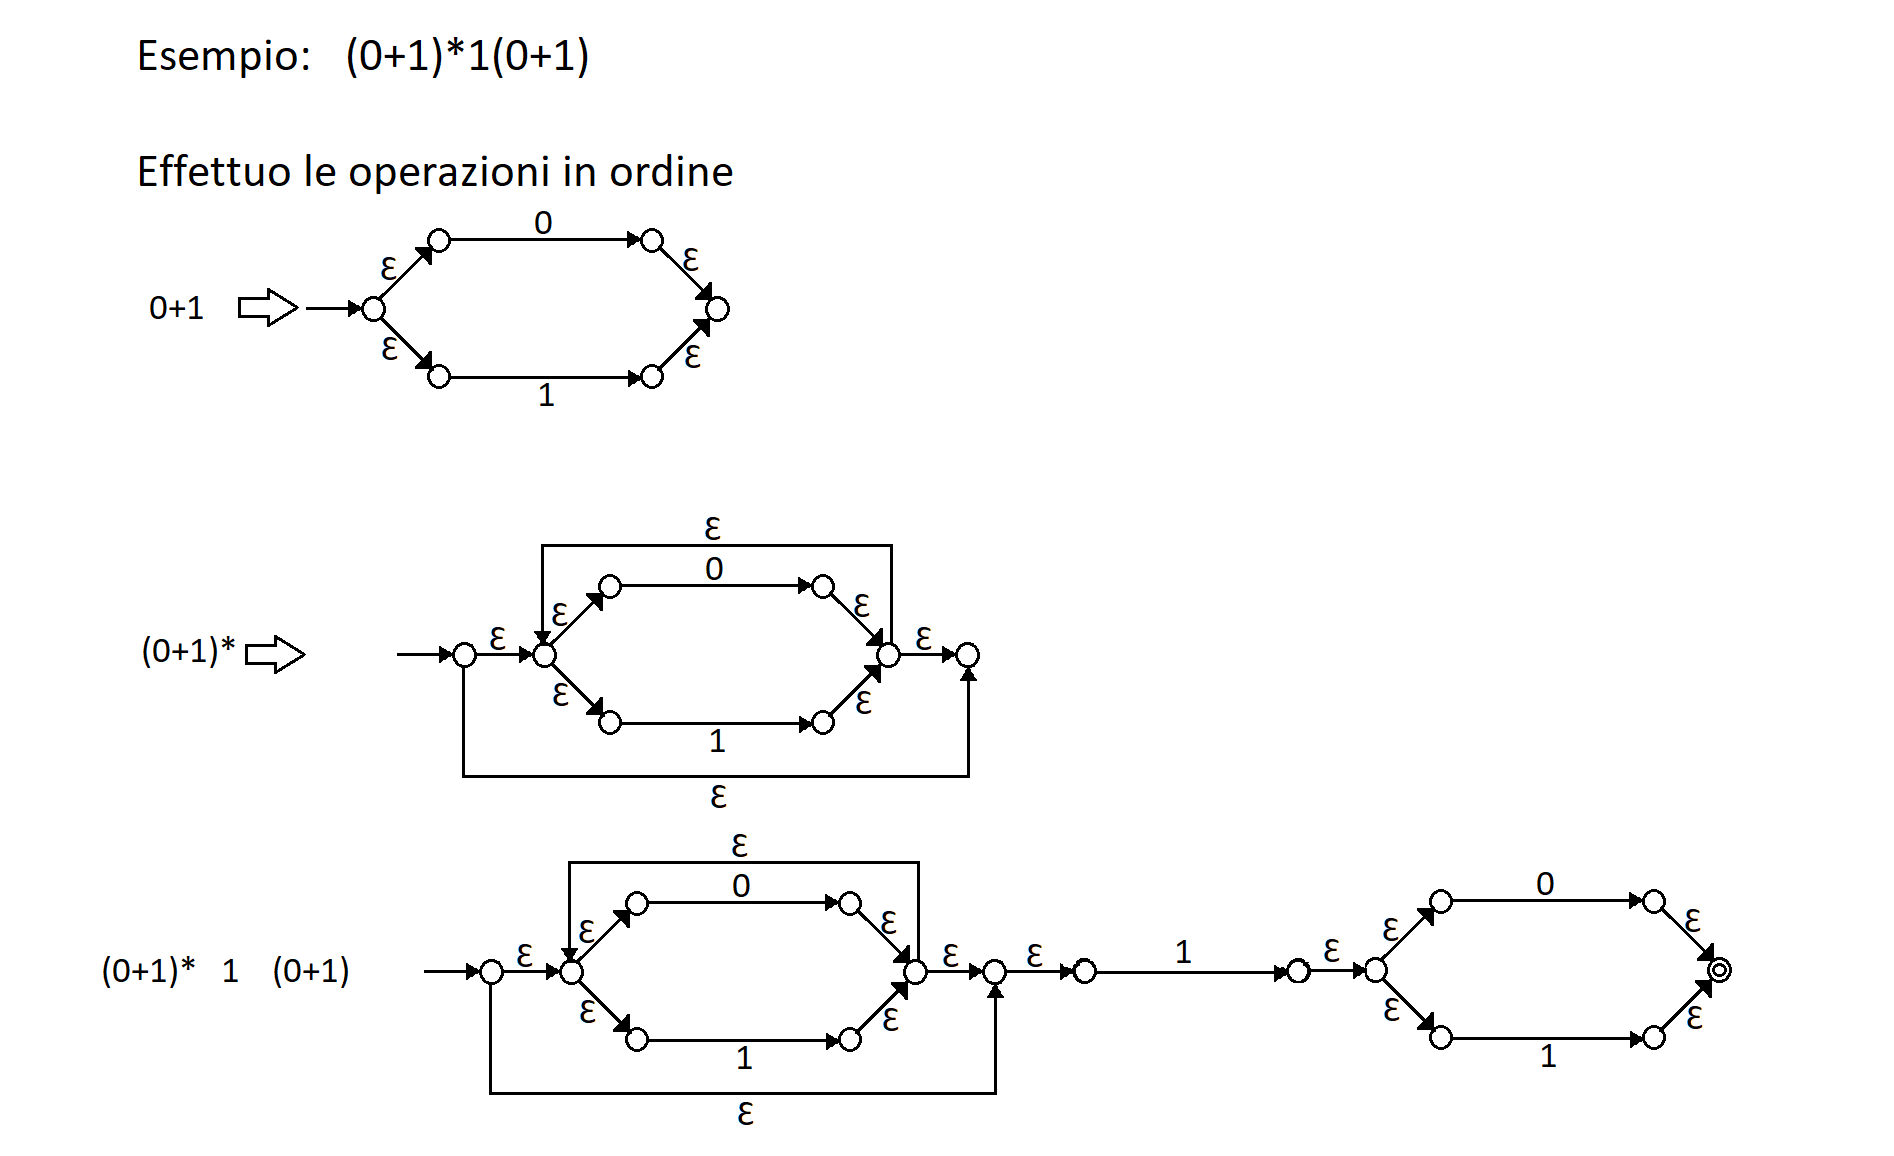 Esempio: (0+1)*1(0+1)
Effettuo le operazioni in ordine
0
ε ε
0+1
ε ε
1
ε
0
ε ε
(0+1)* ε ε
ε ε
1
ε
ε
0 0
ε ε ε ε
(0+1)* 1 (0+1) ε ε ε 1 ε
ε ε ε ε
1 1
ε